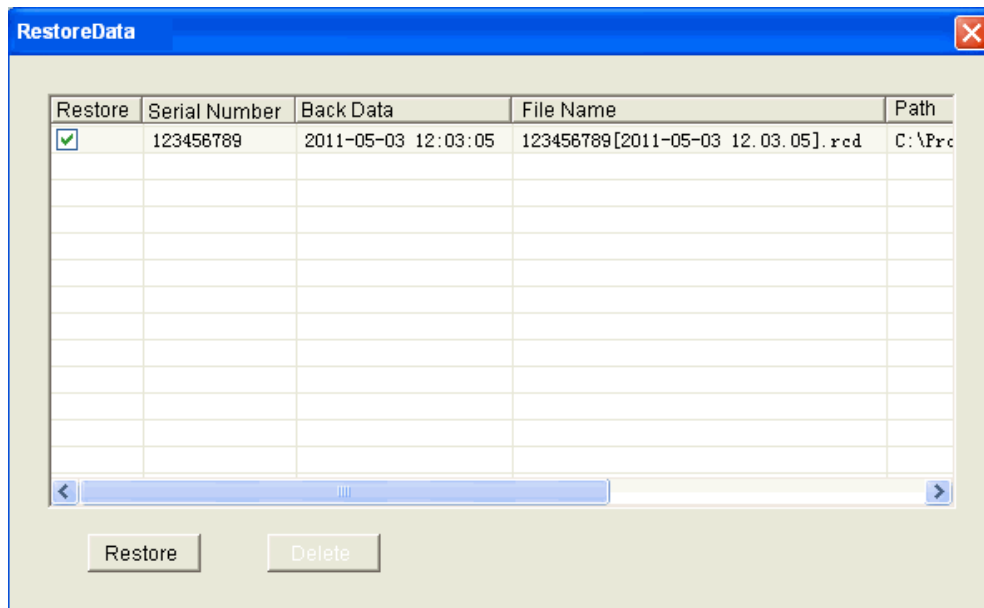 RestoreData
Restore Serial Number Back Data File Name Path
123456789 2011-05-03 12:03:05 123456789[2011-05-03 12.03.05].rcd C:\Pro
Restore Delete